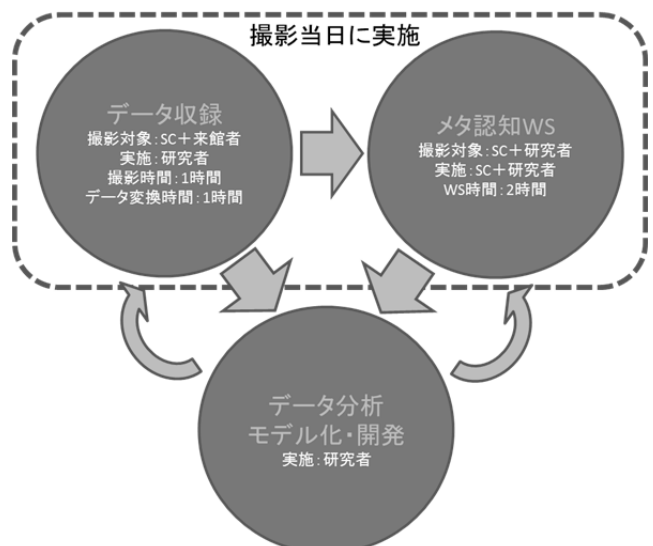 撮影当日に実施
データ収録
撮影対象:SC+来館者
実施:研究者
撮影時間:1時間
データ変換時間:1時間
メタ認知WS
撮影対象:SC+研究者
実施:SC+研究者
WS時間:2時間
データ分析
モデル化・開発
実施:研究者